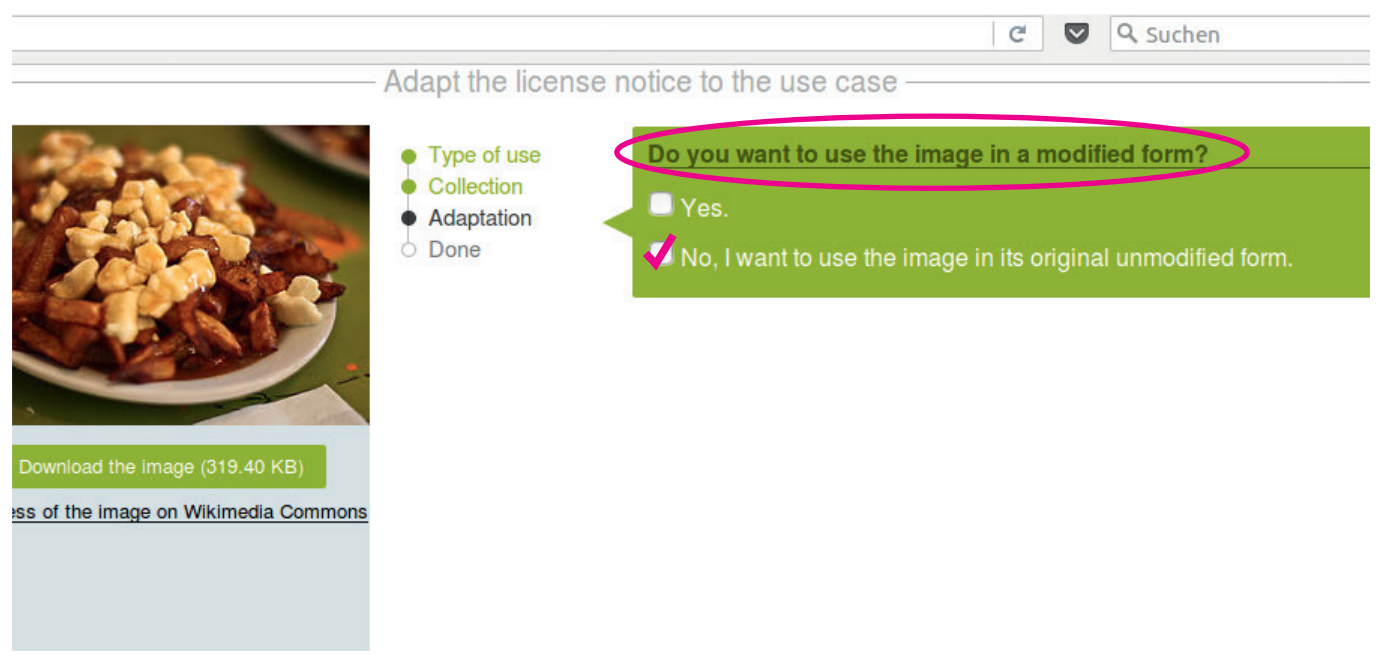 Suchen
Adapt the license notice to the use case
Type of use
Collection
Adaptation
Done
Do you want to use the image in a modified form?
Yes.
No, I want to use the image in its original unmodified form.
Download the image (319.40 KB)
ess of the image on Wikimedia Commons